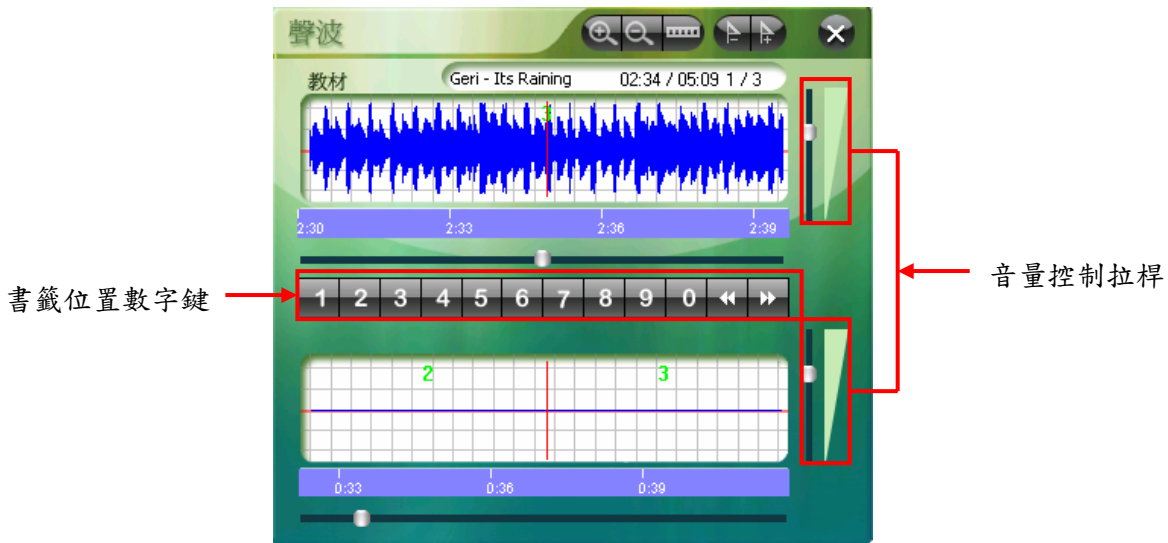 聲波
教材
Geri - Its Raining 02:34 / 05:09 1 / 3
3
2:30 2:33 2:36 2:39
書籤位置數字鍵
1 2 3 4 5 6 7 8 9 0
音量控制拉桿
2 3
0:33 0:36 0:39